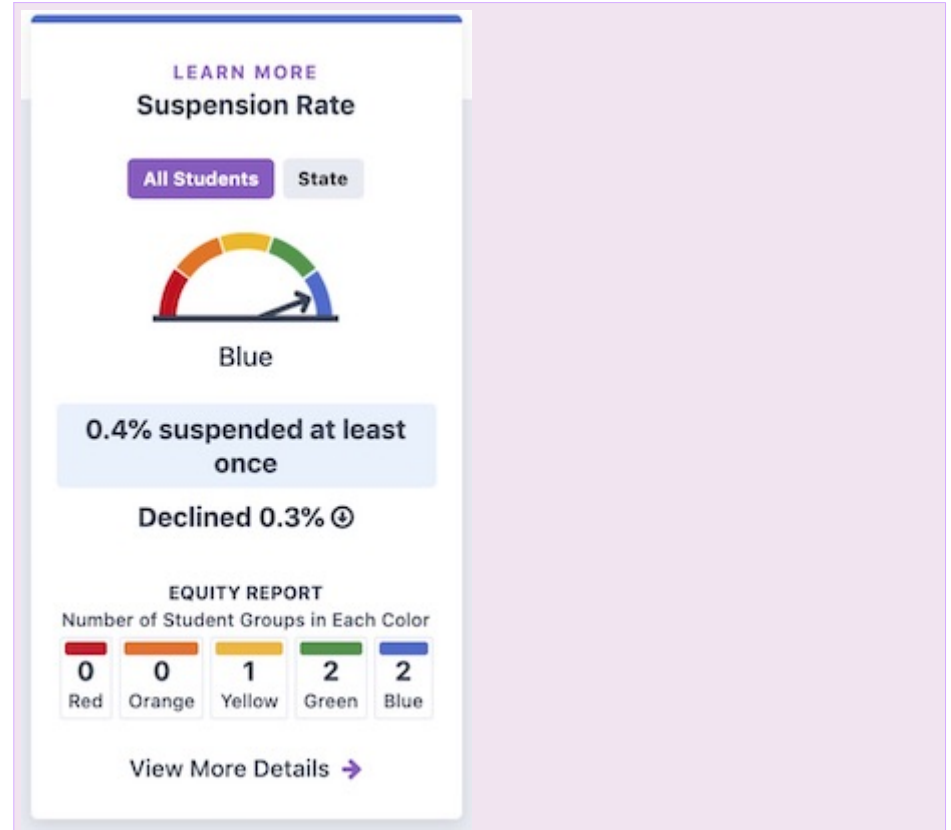 LEARN MORE
Suspension Rate
All Students State
Blue
0.4% suspended at least
once
Declined 0.3%
EQUITY REPORT
Number of Student Groups in Each Color
0 0 1 2 2
Red Orange Yellow Green Blue
View More Details